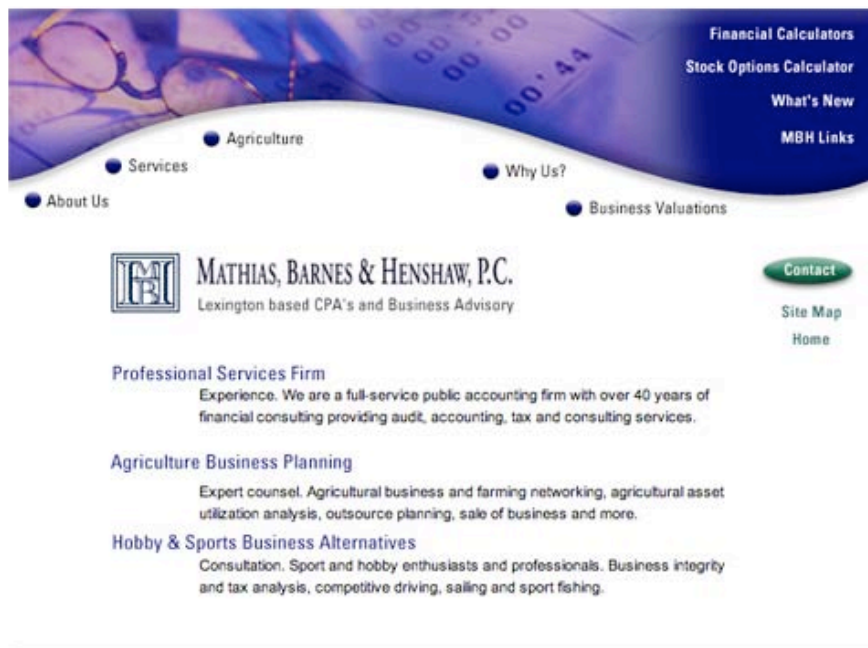 Financial Calculators
Stock Options Calculator
What's New
MBH Links
00'44
Agriculture
Services
About Us
Why Us?
Business Valuations
MBH
MATHIAS, BARNES & HENSHAW, P.C.
Lexington based CPA's and Business Advisory
Contact
Site Map
Home
Professional Services Firm
Experience. We are a full-service public accounting firm with over 40 years of
financial consulting providing audit, accounting, tax and consulting services.
Agriculture Business Planning
Expert counsel. Agricultural business and farming networking, agricultural asset
utilization analysis, outsource planning, sale of business and more.
Hobby & Sports Business Alternatives
Consultation. Sport and hobby enthusiasts and professionals. Business integrity
and tax analysis, competitive driving, sailing and sport fishing.